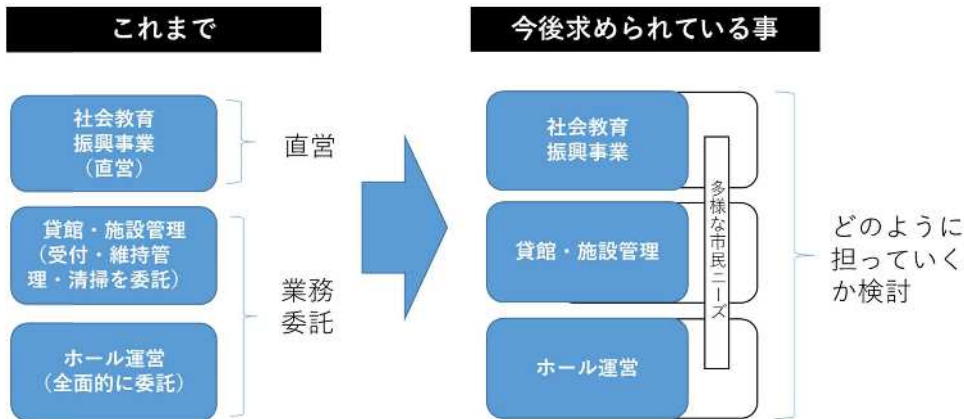 これまで
社会教育
振興事業
(直営)
直営
貸館・施設管理
(受付・維持管
理・清掃を委託)
ホール運営
(全面的に委託)
業務
委託
今後求められている事
社会教育
振興事業
貸館・施設管理
ホール運営
多様な市民ニーズ
どのように
担っていく
か検討